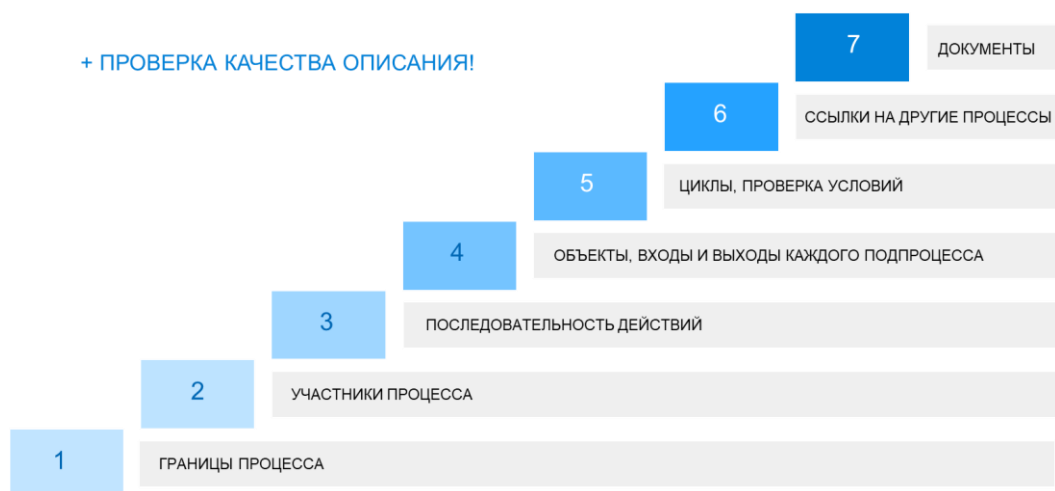 7
ДОКУМЕНТЫ
+ ПРОВЕРКА КАЧЕСТВА ОПИСАНИЯ!
6
ССЫЛКИ НА ДРУГИЕ ПРОЦЕССЫ
5
ЦИКЛЫ, ПРОВЕРКА УСЛОВИЙ
4
ОБЪЕКТЫ, ВХОДЫ И ВЫХОДЫ КАЖДОГО ПОДПРОЦЕССА
3
ПОСЛЕДОВАТЕЛЬНОСТЬ ДЕЙСТВИЙ
2
УЧАСТНИКИ ПРОЦЕССА
1
ГРАНИЦЫ ПРОЦЕССА